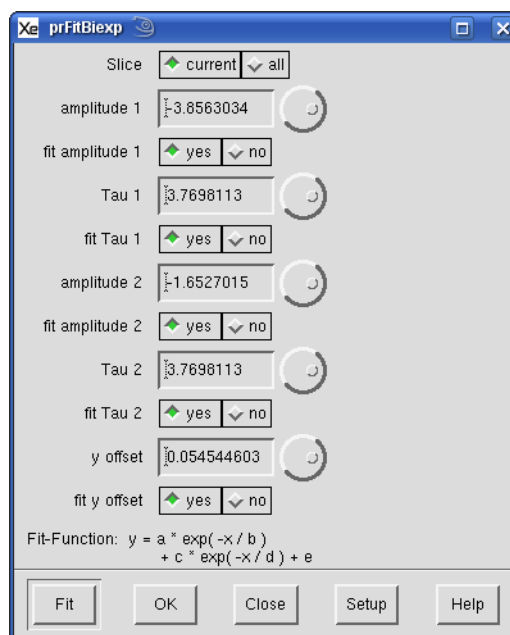 Xe prFitBiexp
Slice current all
amplitude 1 -3.8563034
fit amplitude 1 yes no
Tau 1 3.7698113
fit Tau 1 yes no
amplitude 2 -1.6527015
fit amplitude 2 yes no
Tau 2 3.7698113
fit Tau 2 yes no
y offset 0.054544603
fit y offset yes no
Fit-Function: y = a * exp( -x / b )
+ c * exp( -x / d ) + e
Fit OK Close Setup Help